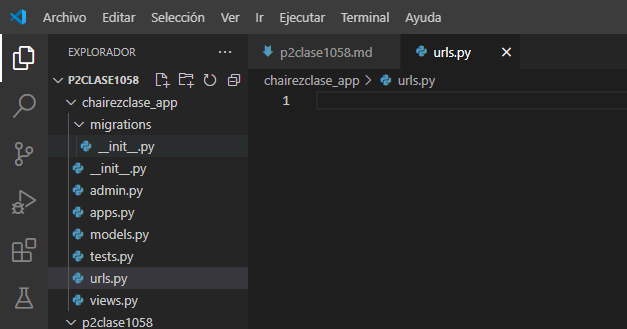 Archivo Editar Selección Ver Ir Ejecutar Terminal Ayuda
EXPLORADOR
P2CLASE1058
chairezclase_app
migrations
__init__.py
__init__.py
admin.py
apps.py
models.py
tests.py
urls.py
views.py
p2clase1058
p2clase1058.md urls.py
chairezclase_app > urls.py
1